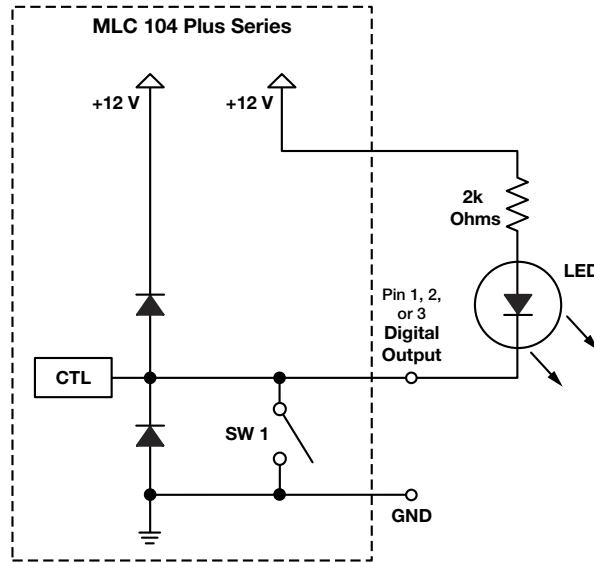 MLC 104 Plus Series
+12 V
+12 V
2k
Ohms
LED
Pin 1, 2,
or 3
Digital
Output
CTL
SW 1
GND